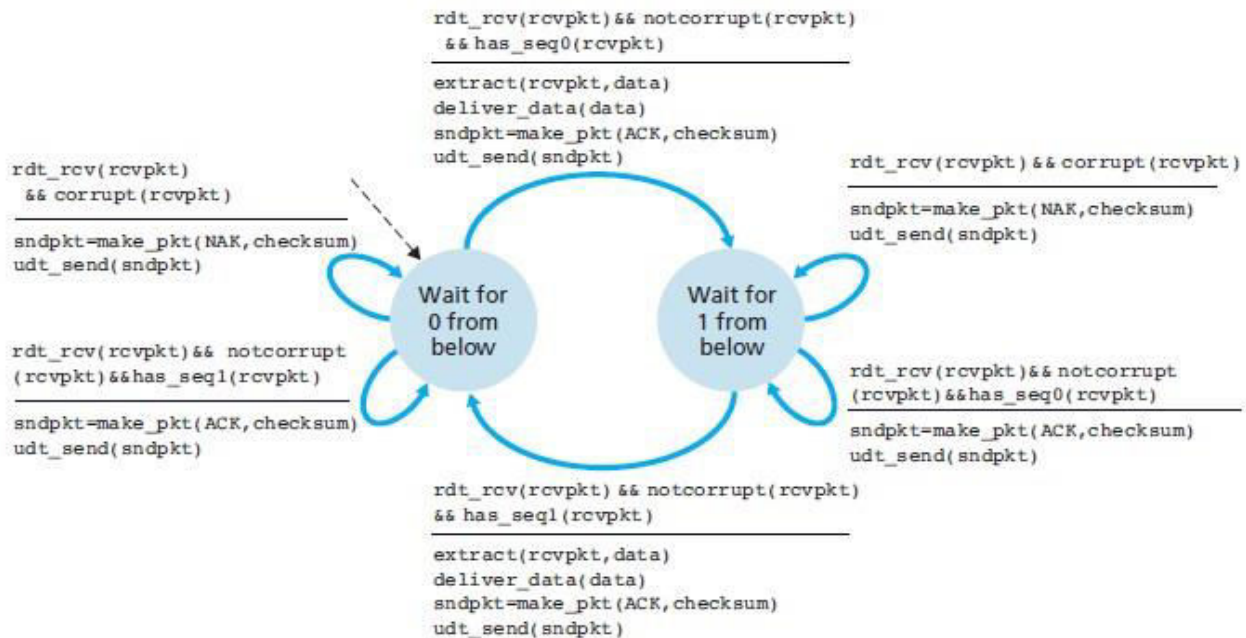 rdt_rcv(rcvpkt)&& notcorrupt(rcvpkt)
&& has_seq0(rcvpkt)
extract(rcvpkt,data)
deliver_data(data)
sndpkt=make_pkt(ACK,checksum)
udt_send(sndpkt)
rdt_rcv(rcvpkt)
&& corrupt(rcvpkt)
sndpkt=make_pkt(NAK,checksum)
udt_send(sndpkt)
rdt_rcv(rcvpkt) && corrupt(rcvpkt)
sndpkt=make_pkt(NAK,checksum)
udt_send(sndpkt)
Wait for
0 from
below
Wait for
1 from
below
rdt_rcv(rcvpkt)&& notcorrupt
(rcvpkt)&&has_seq1(rcvpkt)
sndpkt=make_pkt(ACK,checksum)
udt_send(sndpkt)
rdt_rcv(rcvpkt)&& notcorrupt
(rcvpkt)&&has_seq0(rcvpkt)
sndpkt=make_pkt(ACK,checksum)
udt_send(sndpkt)
rdt_rcv(rcvpkt) && notcorrupt(rcvpkt)
&& has_seq1(rcvpkt)
extract(rcvpkt,data)
deliver_data(data)
sndpkt=make_pkt(ACK,checksum)
udt_send(sndpkt)